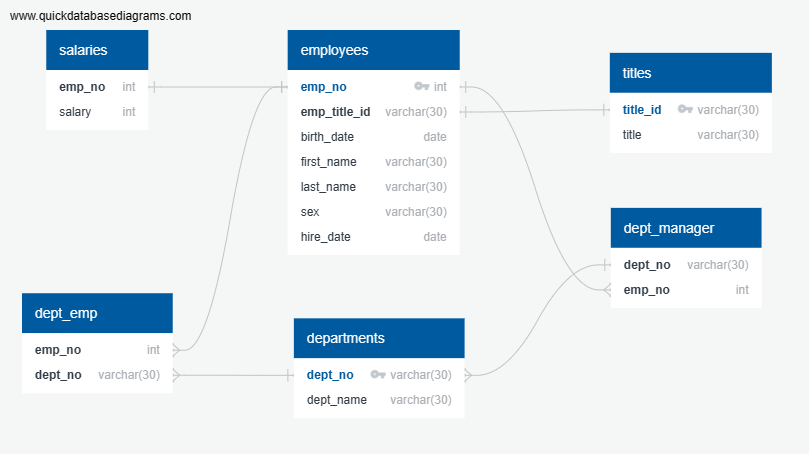 www.quickdatabasediagrams.com
salaries
emp_no int
salary int
employees
emp_no int
emp_title_id varchar(30)
birth_date date
first_name varchar(30)
last_name varchar(30)
sex varchar(30)
hire_date date
titles
title_id varchar(30)
title varchar(30)
dept_manager
dept_no varchar(30)
emp_no int
dept_emp
emp_no int
dept_no varchar(30)
departments
dept_no varchar(30)
dept_name varchar(30)